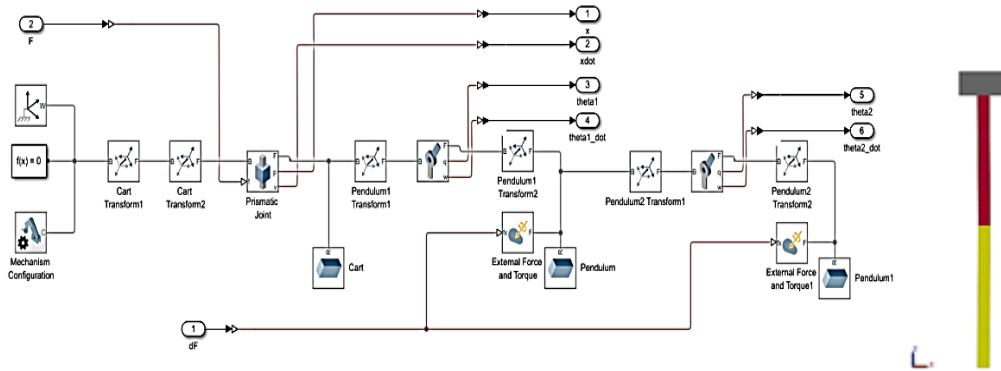 2
F
1
x
2
xdot
3
theta1
4
theta1_dot
5
theta2
6
theta2_dot
W
f(x) = 0
C
Mechanism
Configuration
B
F
Cart
Transform1
B
F
Cart
Transform2
B
F
f
p
v
Prismatic
Joint
R
Cart
B
F
Pendulum1
Transform1
B
F
q
w
B
F
Pendulum1
Transform2
fx
F
External Force
and Torque
R
Pendulum
B
F
Pendulum2 Transform1
B
F
q
w
B
F
Pendulum2
Transform2
fx
F
External Force
and Torque1
R
Pendulum1
1
dF